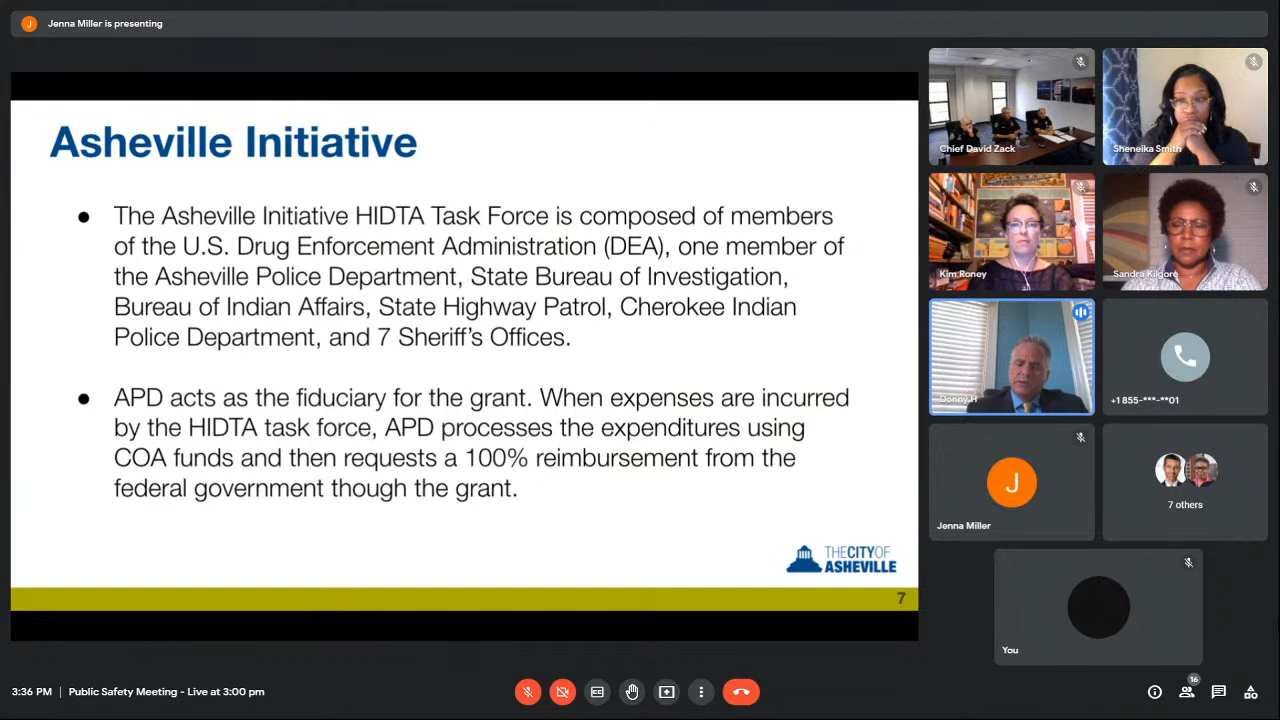 J Jenna Miller is presenting
Asheville Initiative
● The Asheville Initiative HIDTA Task Force is composed of members
of the U.S. Drug Enforcement Administration (DEA), one member of
the Asheville Police Department, State Bureau of Investigation,
Bureau of Indian Affairs, State Highway Patrol, Cherokee Indian
Police Department, and 7 Sheriff's Offices.
● APD acts as the fiduciary for the grant. When expenses are incurred
by the HIDTA task force, APD processes the expenditures using
COA funds and then requests a 100% reimbursement from the
federal government though the grant.
THECITYOF
ASHEVILLE
7
Chief David Zack
Sheneika Smith
Kim Roney
Sandra Kilgore
Donny H
+1 855-***-**01
J
Jenna Miller
7 others
You
3:36 PM | Public Safety Meeting - Live at 3:00 pm
CC
16